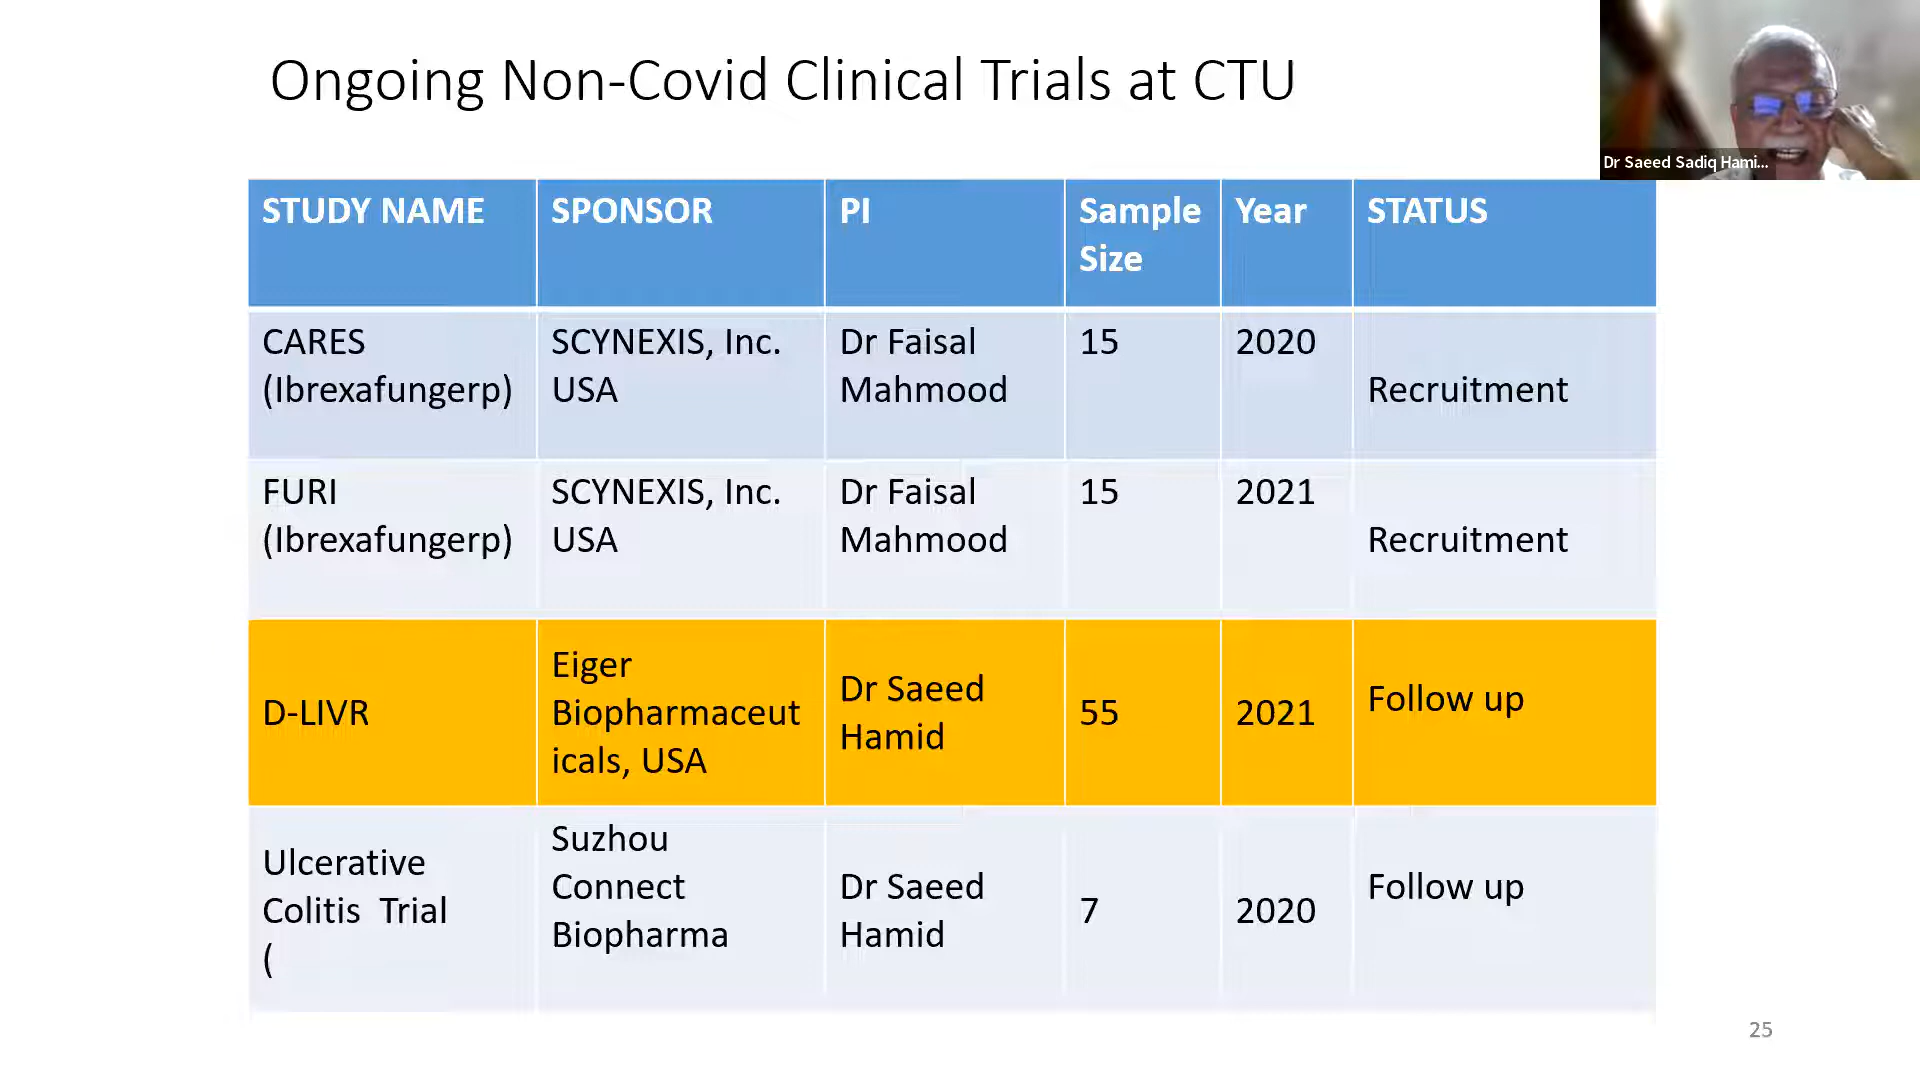 Ongoing Non-Covid Clinical Trials at CTU
Dr Saeed Sadiq Hami...
STUDY NAME
SPONSOR
PI
Sample
Size
Year
STATUS
CARES
(Ibrexafungerp)
SCYNEXIS, Inc.
USA
Dr Faisal
Mahmood
15
2020
Recruitment
FURI
(Ibrexafungerp)
SCYNEXIS, Inc.
USA
Dr Faisal
Mahmood
15
2021
Recruitment
D-LIVR
Eiger
Biopharmaceut
icals, USA
Dr Saeed
Hamid
55
2021
Follow up
Ulcerative
Colitis  Trial
(
Suzhou
Connect
Biopharma
Dr Saeed
Hamid
7
2020
Follow up
25